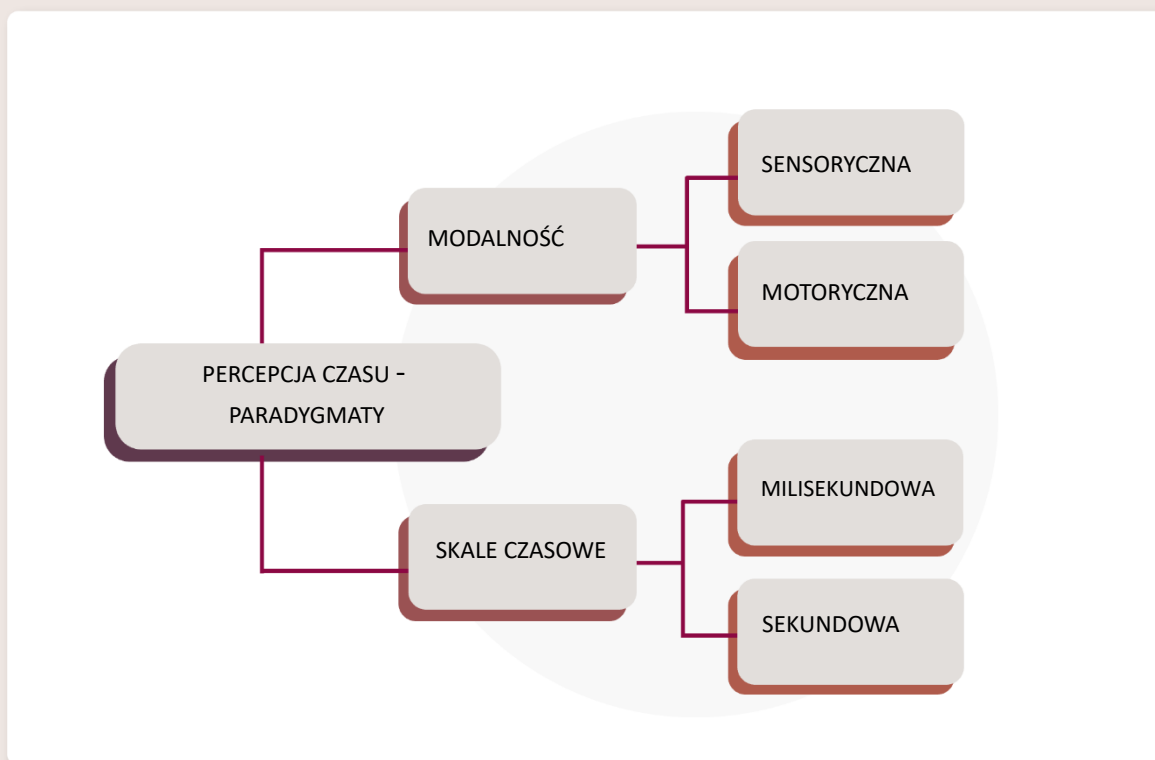 PERCEPCJA CZASU -
PARADYGMATY
MODALNOŚĆ
SENSORYCZNA
MOTORYCZNA
SKALE CZASOWE
MILISEKUNDOWA
SEKUNDOWA